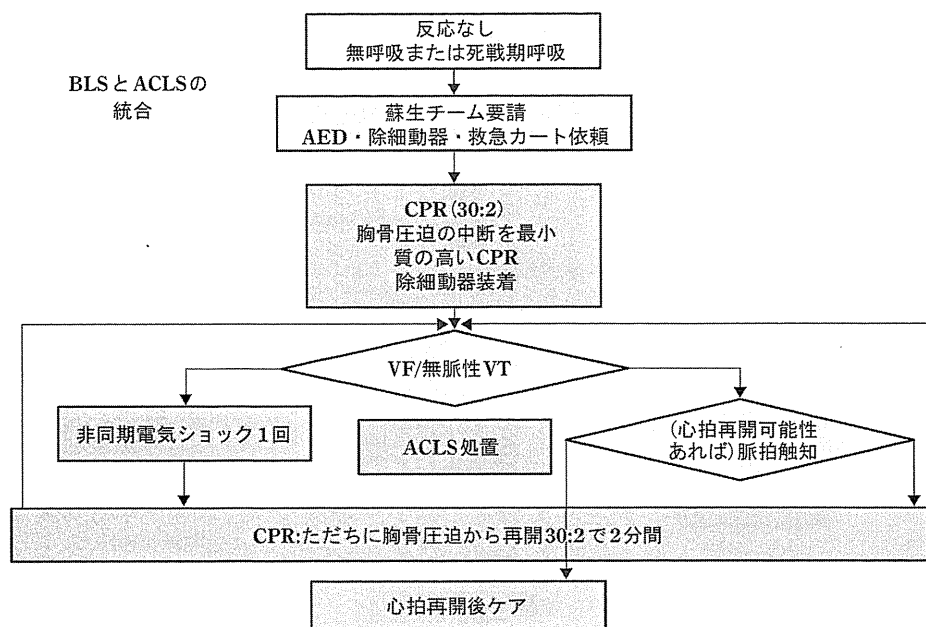 反応なし
無呼吸または死戦期呼吸
BLSとACLSの
統合
蘇生チーム要請
AED・除細動器・救急カート依頼
CPR(30:2)
胸骨圧迫の中断を最小
質の高いCPR
除細動器装着
VF/無脈性VT
非同期電気ショック1回
ACLS処置
(心拍再開可能性
あれば)脈拍触知
CPR:ただちに胸骨圧迫から再開30:2で2分間
心拍再開後ケア